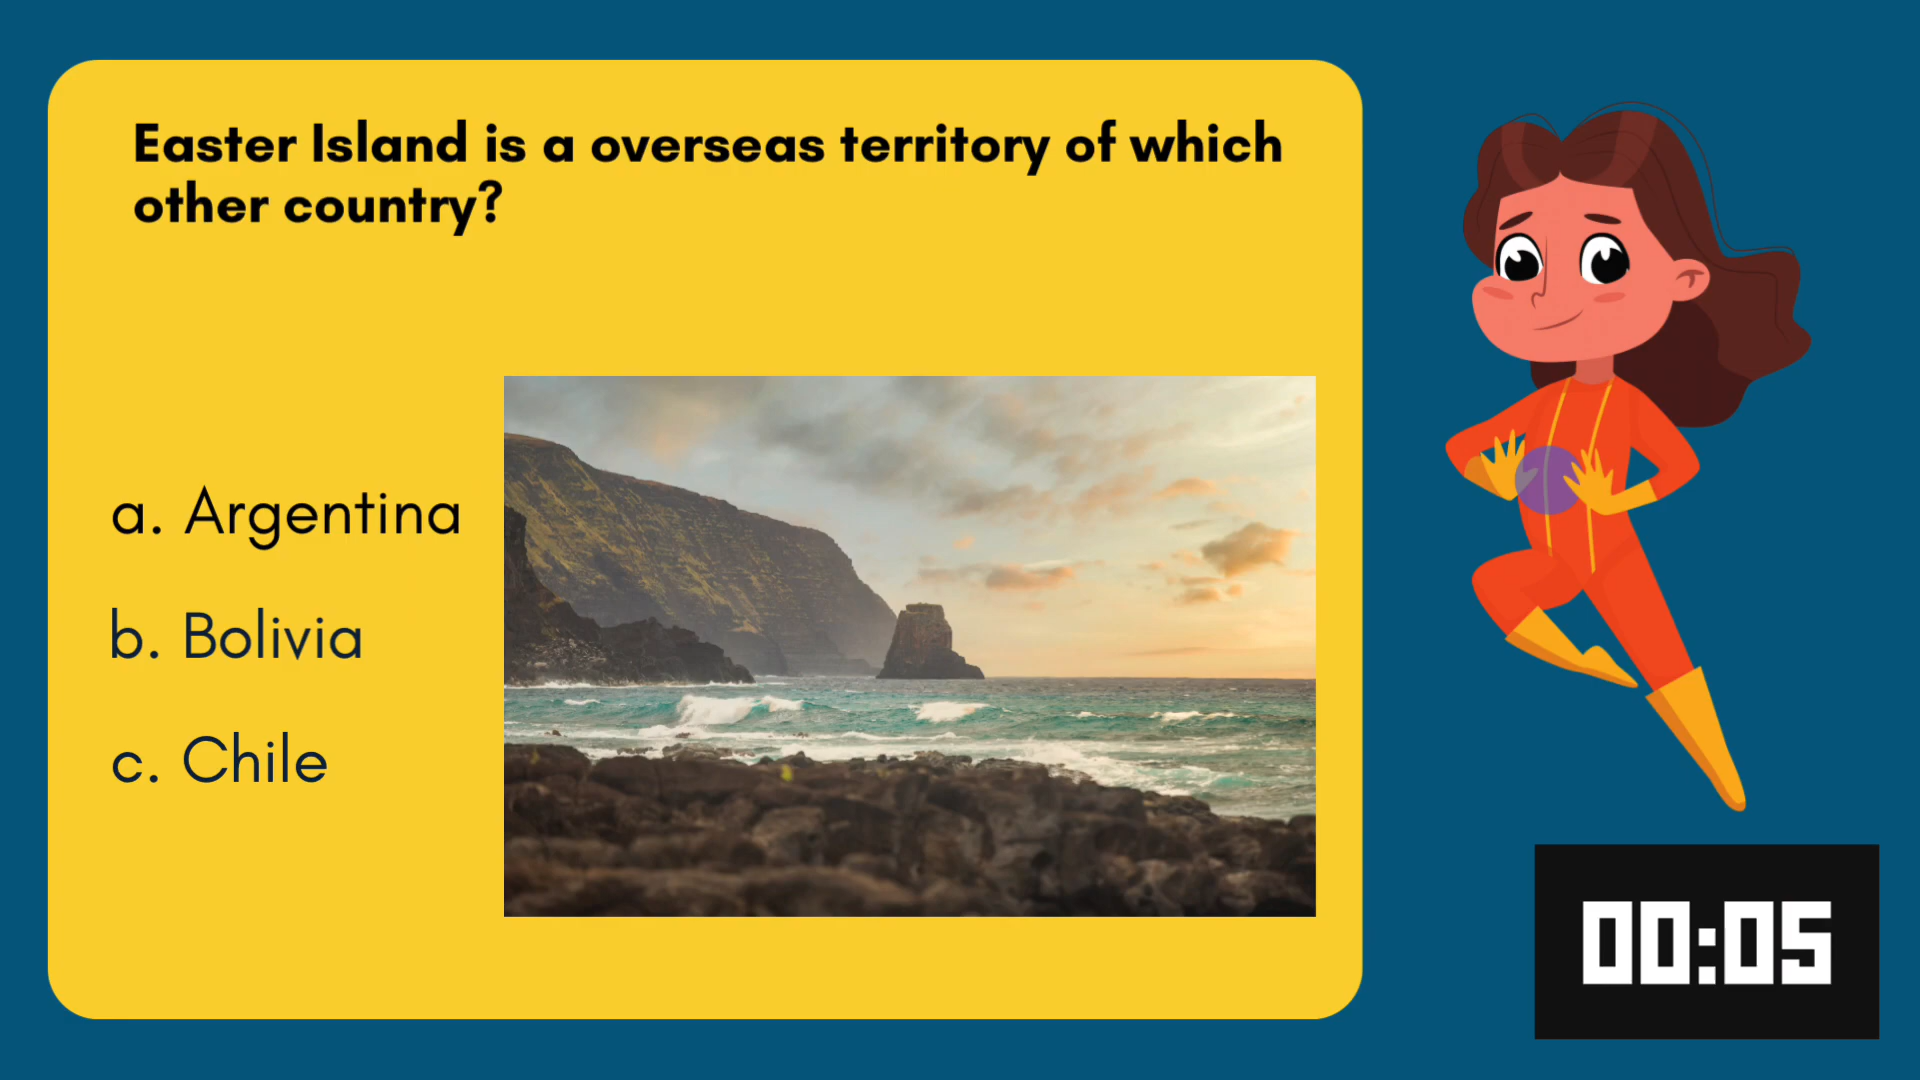 Easter Island is a overseas territory of which
other country?
a. Argentina
b. Bolivia
c. Chile
00:05